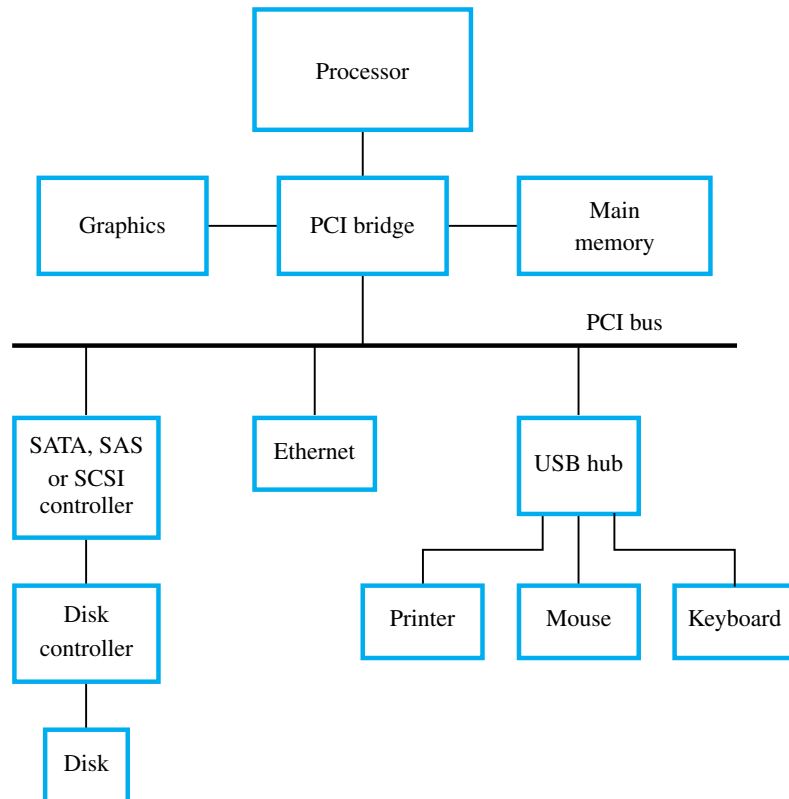 Processor
Graphics
PCI bridge
Main
memory
PCI bus
SATA, SAS
or SCSI
controller
Ethernet
USB hub
Disk
controller
Printer
Mouse
Keyboard
Disk